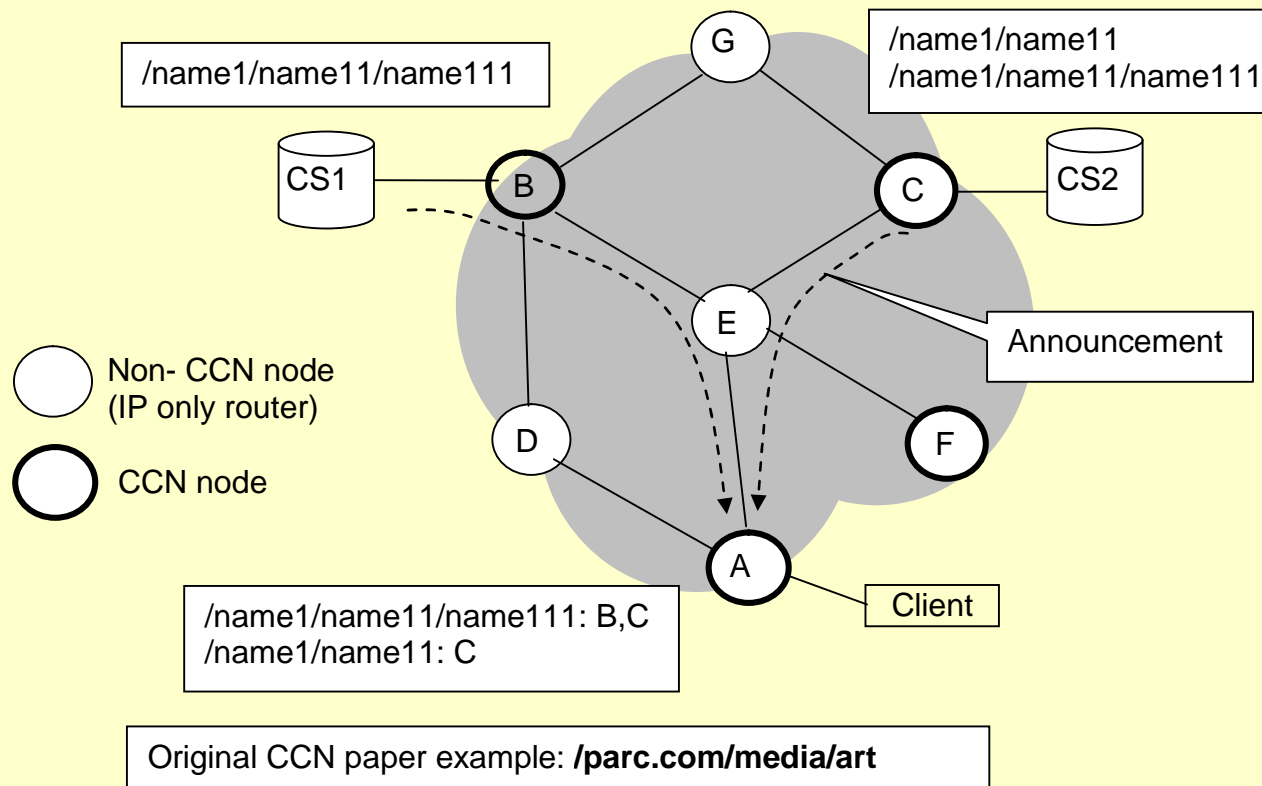 G
/name1/name11/name111
/name1/name11
/name1/name11/name111
CS1
B
C
CS2
E
Announcement
Non- CCN node
(IP only router)
D
F
CCN node
A
Client
/name1/name11/name111: B,C
/name1/name11: C
Original CCN paper example: /parc.com/media/art